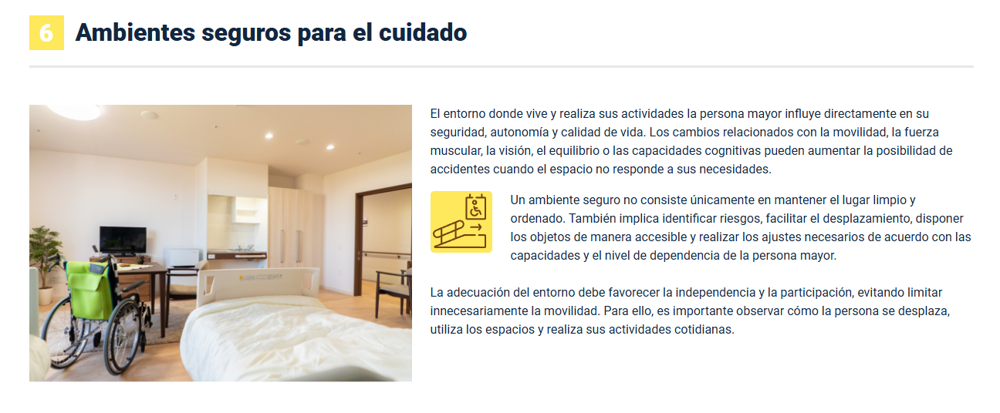 6
Ambientes seguros para el cuidado
El entorno donde vive y realiza sus actividades la persona mayor influye directamente en su
seguridad, autonomía y calidad de vida. Los cambios relacionados con la movilidad, la fuerza
muscular, la visión, el equilibrio o las capacidades cognitivas pueden aumentar la posibilidad de
accidentes cuando el espacio no responde a sus necesidades.
Un ambiente seguro no consiste únicamente en mantener el lugar limpio y
ordenado. También implica identificar riesgos, facilitar el desplazamiento, disponer
los objetos de manera accesible y realizar los ajustes necesarios de acuerdo con las
capacidades y el nivel de dependencia de la persona mayor.
La adecuación del entorno debe favorecer la independencia y la participación, evitando limitar
innecesariamente la movilidad. Para ello, es importante observar cómo la persona se desplaza,
utiliza los espacios y realiza sus actividades cotidianas.